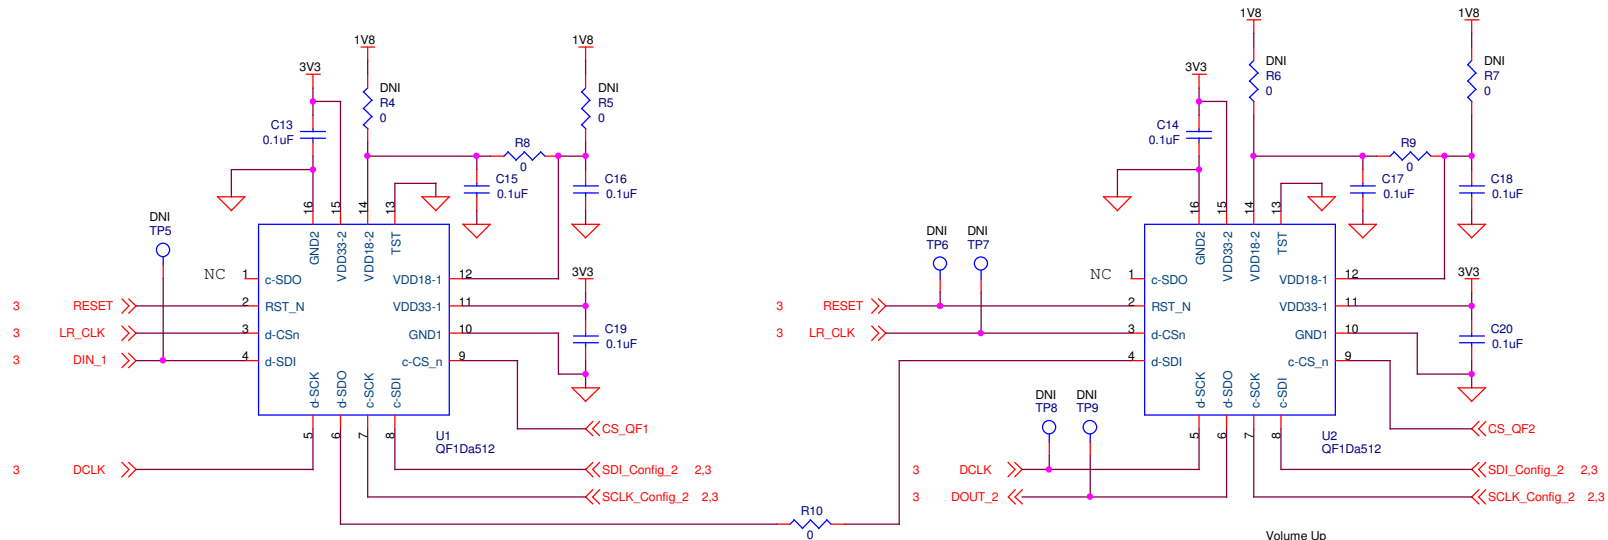 1V8
1V8
3V3
DNI
R4
0
DNI
R5
0
C13
0.1uF
R8
0
C15
0.1uF
C16
0.1uF
DNI
TP5
16
15
14
13
GND2
VDD33-2
VDD18-2
TST
NC
1
c-SDO
VDD18-1
12
3V3
3
RESET
2
RST_N
VDD33-1
11
3
LR_CLK
3
d-CSn
GND1
10
C19
0.1uF
3
DIN_1
4
d-SDI
c-CS_n
9
d-SCK
d-SDO
c-SCK
c-SDI
5
6
7
8
U1
QF1Da512
CS_QF1
3
DCLK
SDI_Config_2
2,3
SCLK_Config_2
2,3
R10
0
1V8
1V8
3V3
DNI
R6
0
DNI
R7
0
C14
0.1uF
R9
0
C17
0.1uF
C18
0.1uF
DNI
TP6
DNI
TP7
16
15
14
13
GND2
VDD33-2
VDD18-2
TST
NC
1
c-SDO
VDD18-1
12
3V3
3
RESET
2
RST_N
VDD33-1
11
3
LR_CLK
3
d-CSn
GND1
10
C20
0.1uF
4
d-SDI
c-CS_n
9
d-SCK
d-SDO
c-SCK
c-SDI
DNI
TP8
DNI
TP9
5
6
7
8
U2
QF1Da512
CS_QF2
3
DCLK
SDI_Config_2
2,3
3
DOUT_2
SCLK_Config_2
2,3
Volume Up